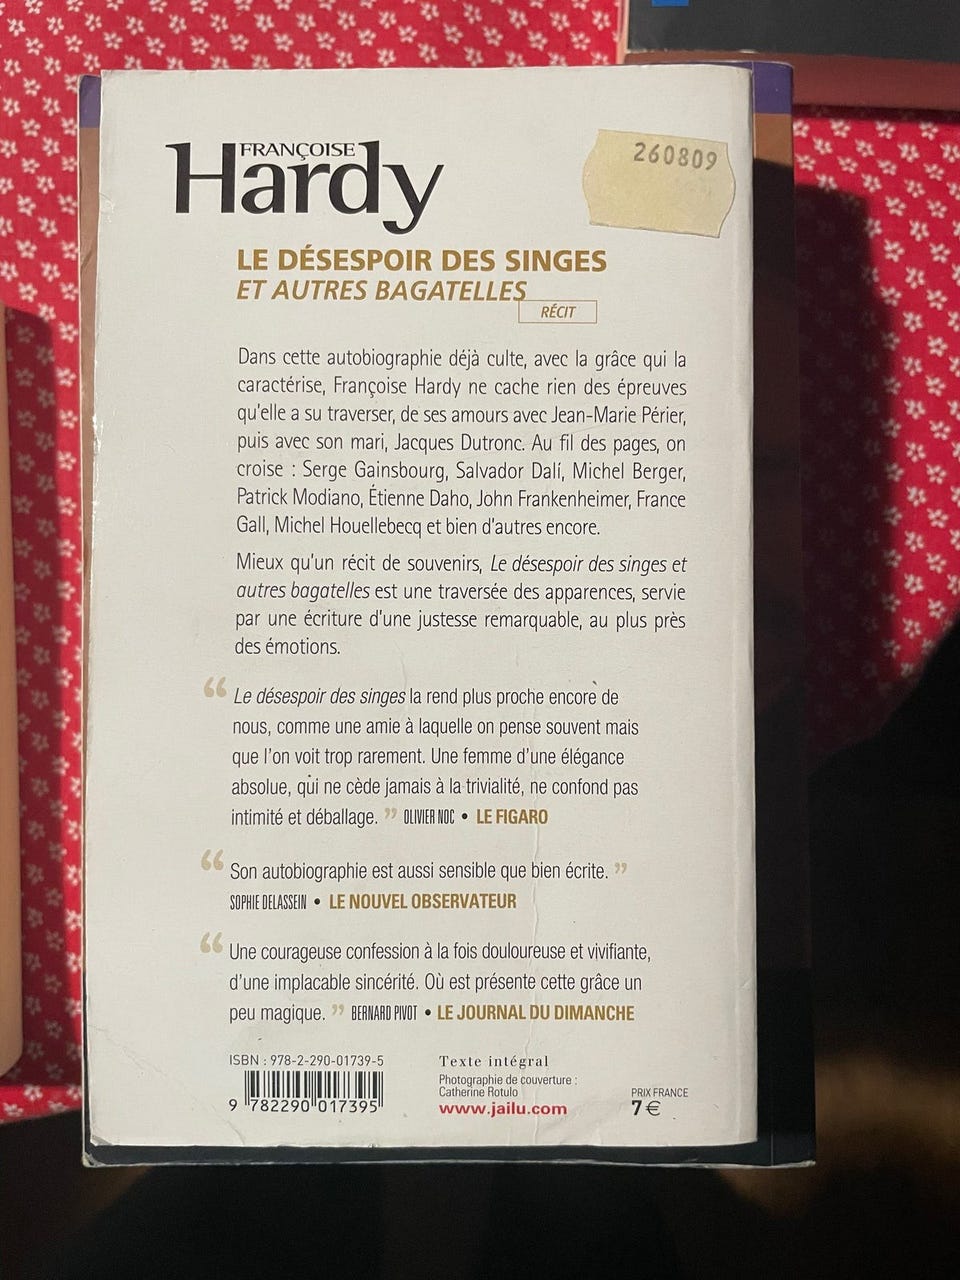 FRANÇOISE
Hardy
260809
LE DÉSESPOIR DES SINGES
ET AUTRES BAGATELLES
RÉCIT
Dans cette autobiographie déjà culte, avec la grâce qui la
caractérise, Françoise Hardy ne cache rien des épreuves
qu'elle a su traverser, de ses amours avec Jean-Marie Périer,
puis avec son mari, Jacques Dutronc. Au fil des pages, on
croise : Serge Gainsbourg, Salvador Dalí, Michel Berger,
Patrick Modiano, Étienne Daho, John Frankenheimer, France
Gall, Michel Houellebecq et bien d'autres encore.
Mieux qu'un récit de souvenirs, Le désespoir des singes et
autres bagatelles est une traversée des apparences, servie
par une écriture d'une justesse remarquable, au plus près
des émotions.
“ Le désespoir des singes la rend plus proche encore de
nous, comme une amie à laquelle on pense souvent mais
que l'on voit trop rarement. Une femme d'une élégance
absolue, qui ne cède jamais à la trivialité, ne confond pas
intimité et déballage. ” OLIVIER NOC • LE FIGARO
“ Son autobiographie est aussi sensible que bien écrite. ”
SOPHIE DELASSEIN • LE NOUVEL OBSERVATEUR
“ Une courageuse confession à la fois douloureuse et vivifiante,
d'une implacable sincérité. Où est présente cette grâce un
peu magique. ” BERNARD PIVOT • LE JOURNAL DU DIMANCHE
ISBN : 978-2-290-01739-5
9 782290 017395
Texte intégral
Photographie de couverture :
Catherine Rotulo
www.jailu.com
PRIX FRANCE
7 €